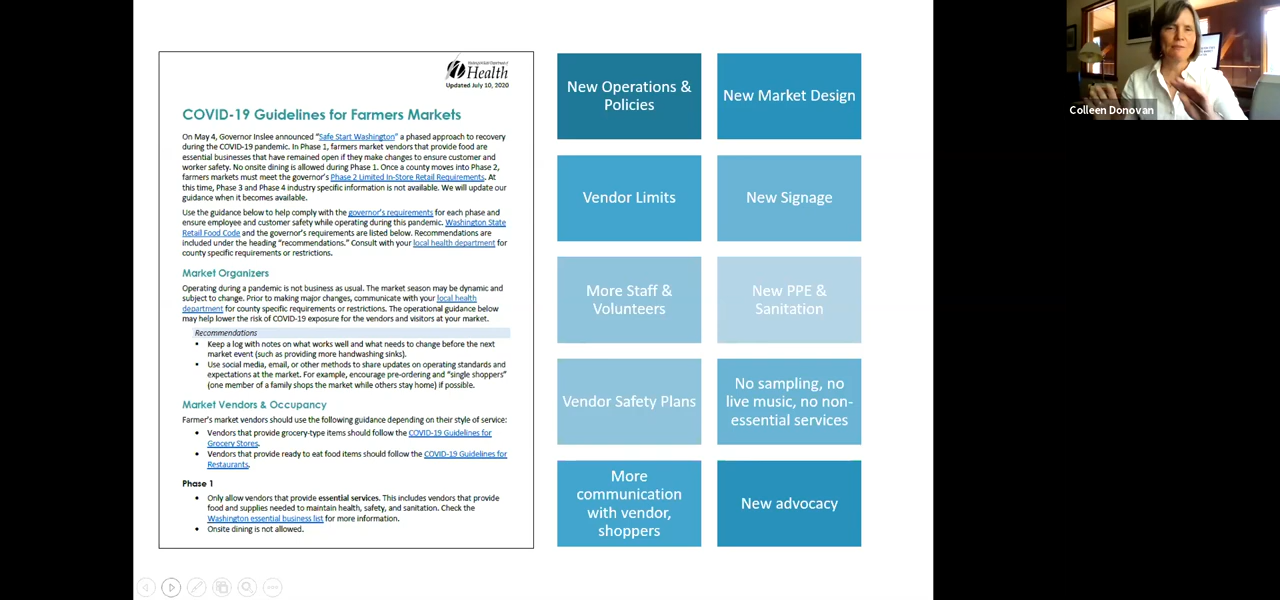 Washington State Department of
Health
Updated July 10, 2020
COVID-19 Guidelines for Farmers Markets
On May 4, Governor Inslee announced "Safe Start Washington" a phased approach to recovery
during the COVID-19 pandemic. In Phase 1, farmers market vendors that provide food are
essential businesses that have remained open if they make changes to ensure customer and
worker safety. No onsite dining is allowed during Phase 1. Once a county moves into Phase 2,
farmers markets must meet the governor's Phase 2 Limited In-Store Retail Requirements. At
this time, Phase 3 and Phase 4 industry specific information is not available. We will update our
guidance when it becomes available.
Use the guidance below to help comply with the governor's requirements for each phase and
ensure employee and customer safety while operating during this pandemic. Washington State
Retail Food Code and the governor's requirements are listed below. Recommendations are
included under the heading "recommendations." Consult with your local health department for
county specific requirements or restrictions.
Market Organizers
Operating during a pandemic is not business as usual. The market season may be dynamic and
subject to change. Prior to making major changes, communicate with your local health
department for county specific requirements or restrictions. The operational guidance below
may help lower the risk of COVID-19 exposure for the vendors and visitors at your market.
Recommendations
• Keep a log with notes on what works well and what needs to change before the next
market event (such as providing more handwashing sinks).
• Use social media, email, or other methods to share updates on operating standards and
expectations at the market. For example, encourage pre-ordering and "single shoppers"
(one member of a family shops the market while others stay home) if possible.
Market Vendors & Occupancy
Farmer's market vendors should use the following guidance depending on their style of service:
• Vendors that provide grocery-type items should follow the COVID-19 Guidelines for
Grocery Stores.
• Vendors that provide ready to eat food items should follow the COVID-19 Guidelines for
Restaurants.
Phase 1
• Only allow vendors that provide essential services. This includes vendors that provide
food and supplies needed to maintain health, safety, and sanitation. Check the
Washington essential business list for more information.
• Onsite dining is not allowed.
New Operations &
Policies
New Market Design
Vendor Limits
New Signage
More Staff &
Volunteers
New PPE &
Sanitation
Vendor Safety Plans
No sampling, no
live music, no non-
essential services
More
communication
with vendor,
shoppers
New advocacy
Colleen Donovan